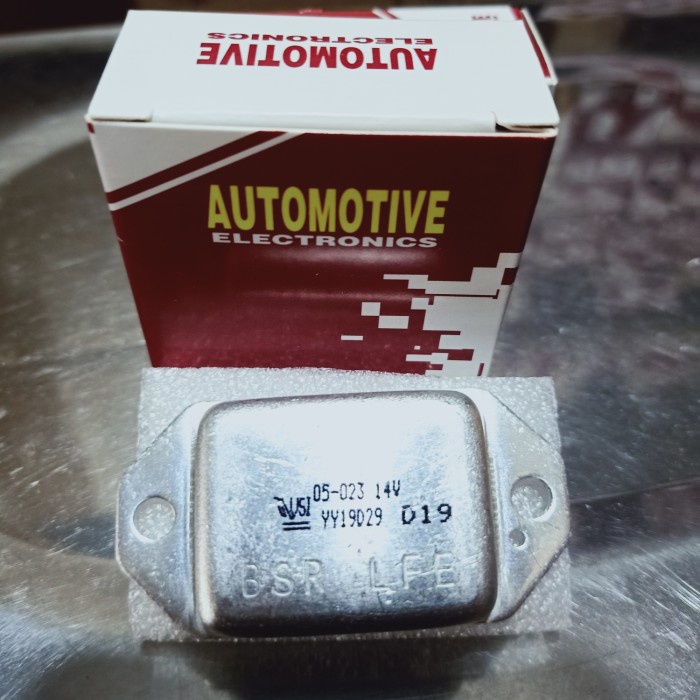 AUTOMOTIVE
ELECTRONICS
AUTOMOTIVE
ELECTRONICS
05-023 14V
YY19D29 D19
BSR LFE